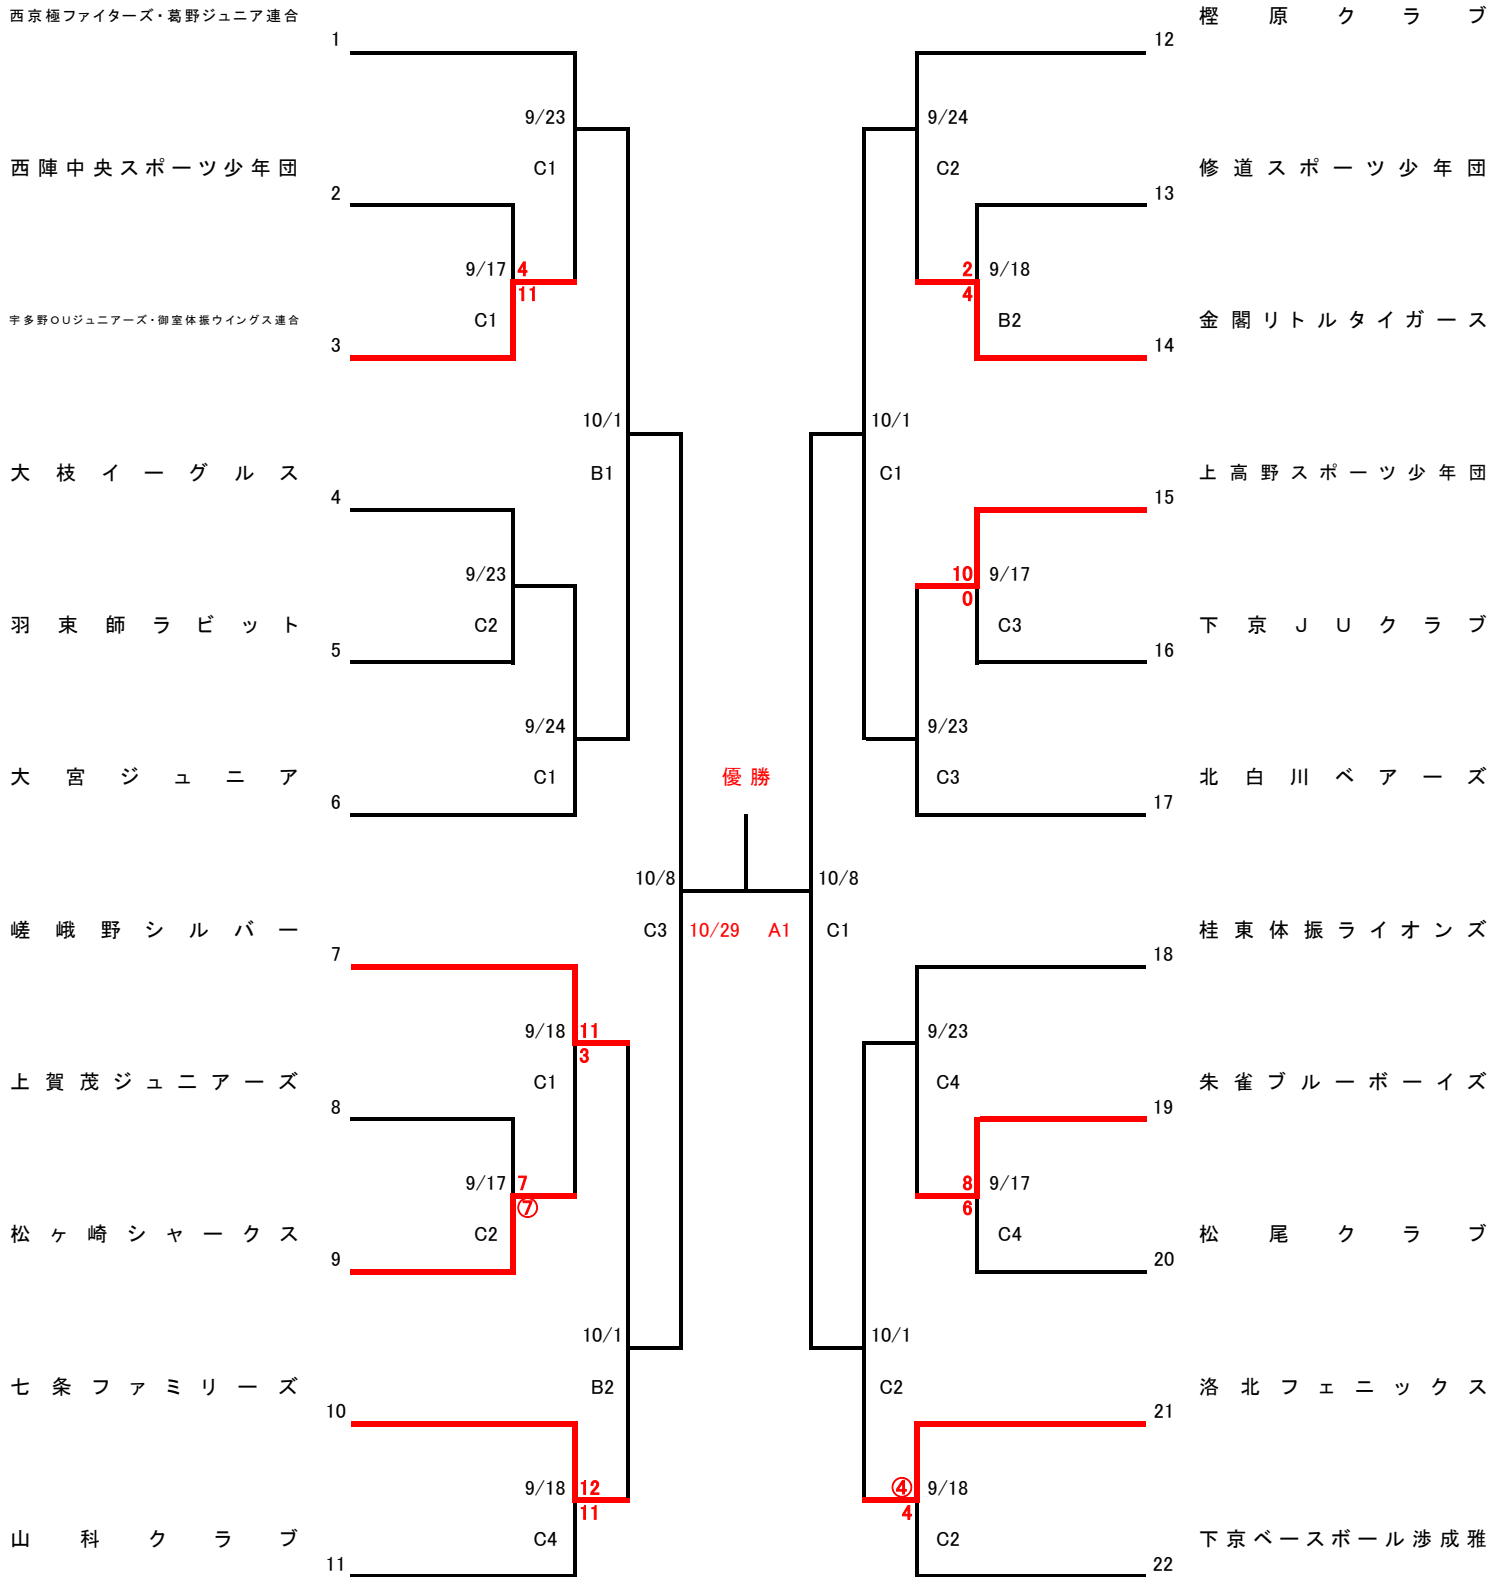 西京極ファイターズ・葛野ジュニア連合
1
9/23
西陣中央スポーツ少年団
C1
2
9/17
4
11
宇多野OUジュニアーズ・御室体振ウイングス連合
C1
3
10/1
大枝イーグルス
B1
4
9/23
羽束師ラビット
C2
5
9/24
大宮ジュニア
C1
6
優勝
10/8
嵯峨野シルバー
C3
10/29 A1
7
9/18
11
3
上賀茂ジュニアーズ
C1
8
9/17
7
⑦
松ヶ崎シャークス
C2
9
10/1
七条ファミリーズ
B2
10
9/18
12
11
山科クラブ
C4
11
樫原クラブ
12
9/24
修道スポーツ少年団
C2
13
2
9/18
4
金閣リトルタイガース
B2
14
10/1
上高野スポーツ少年団
C1
15
10
9/17
0
下京JUクラブ
C3
16
9/23
北白川ベアーズ
C3
17
10/8
桂東体振ライオンズ
C1
18
9/23
朱雀ブルーボーイズ
C4
19
8
9/17
6
松尾クラブ
C4
20
10/1
洛北フェニックス
C2
21
④
9/18
4
下京ベースボール渉成雅
C2
22